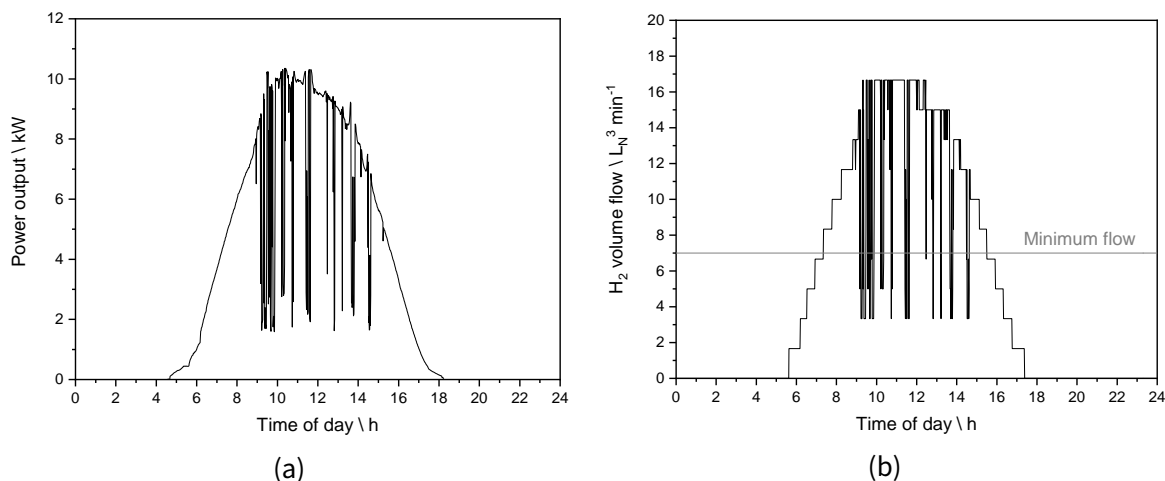 Power output \ kW
12
10
8
6
4
2
0
0 2 4 6 8 10 12 14 16 18 20 22 24
Time of day \ h
(a)
H₂ volume flow \ L_N³ min⁻¹
20
18
16
14
12
10
8
6
4
2
0
Minimum flow
0 2 4 6 8 10 12 14 16 18 20 22 24
Time of day \ h
(b)